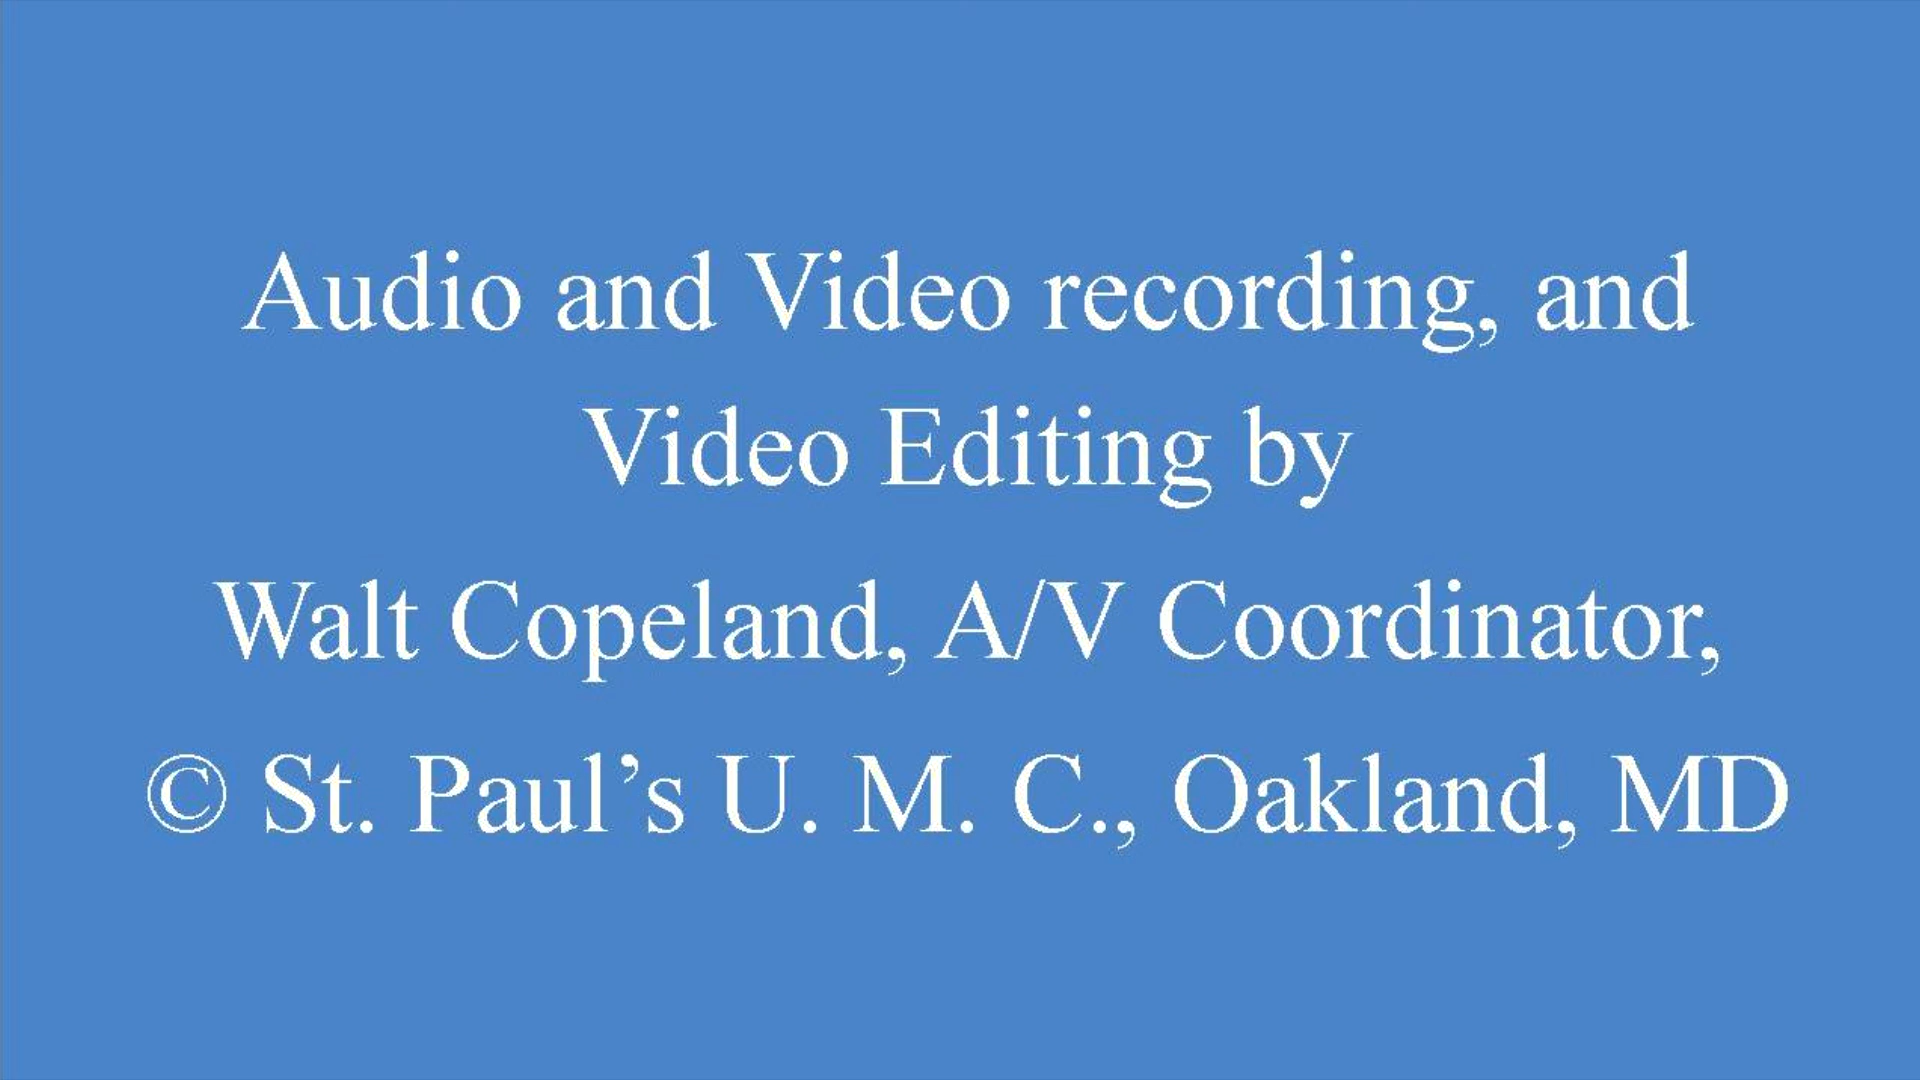 Audio and Video recording, and
Video Editing by
Walt Copeland, A/V Coordinator,
© St. Paul’s U. M. C., Oakland, MD